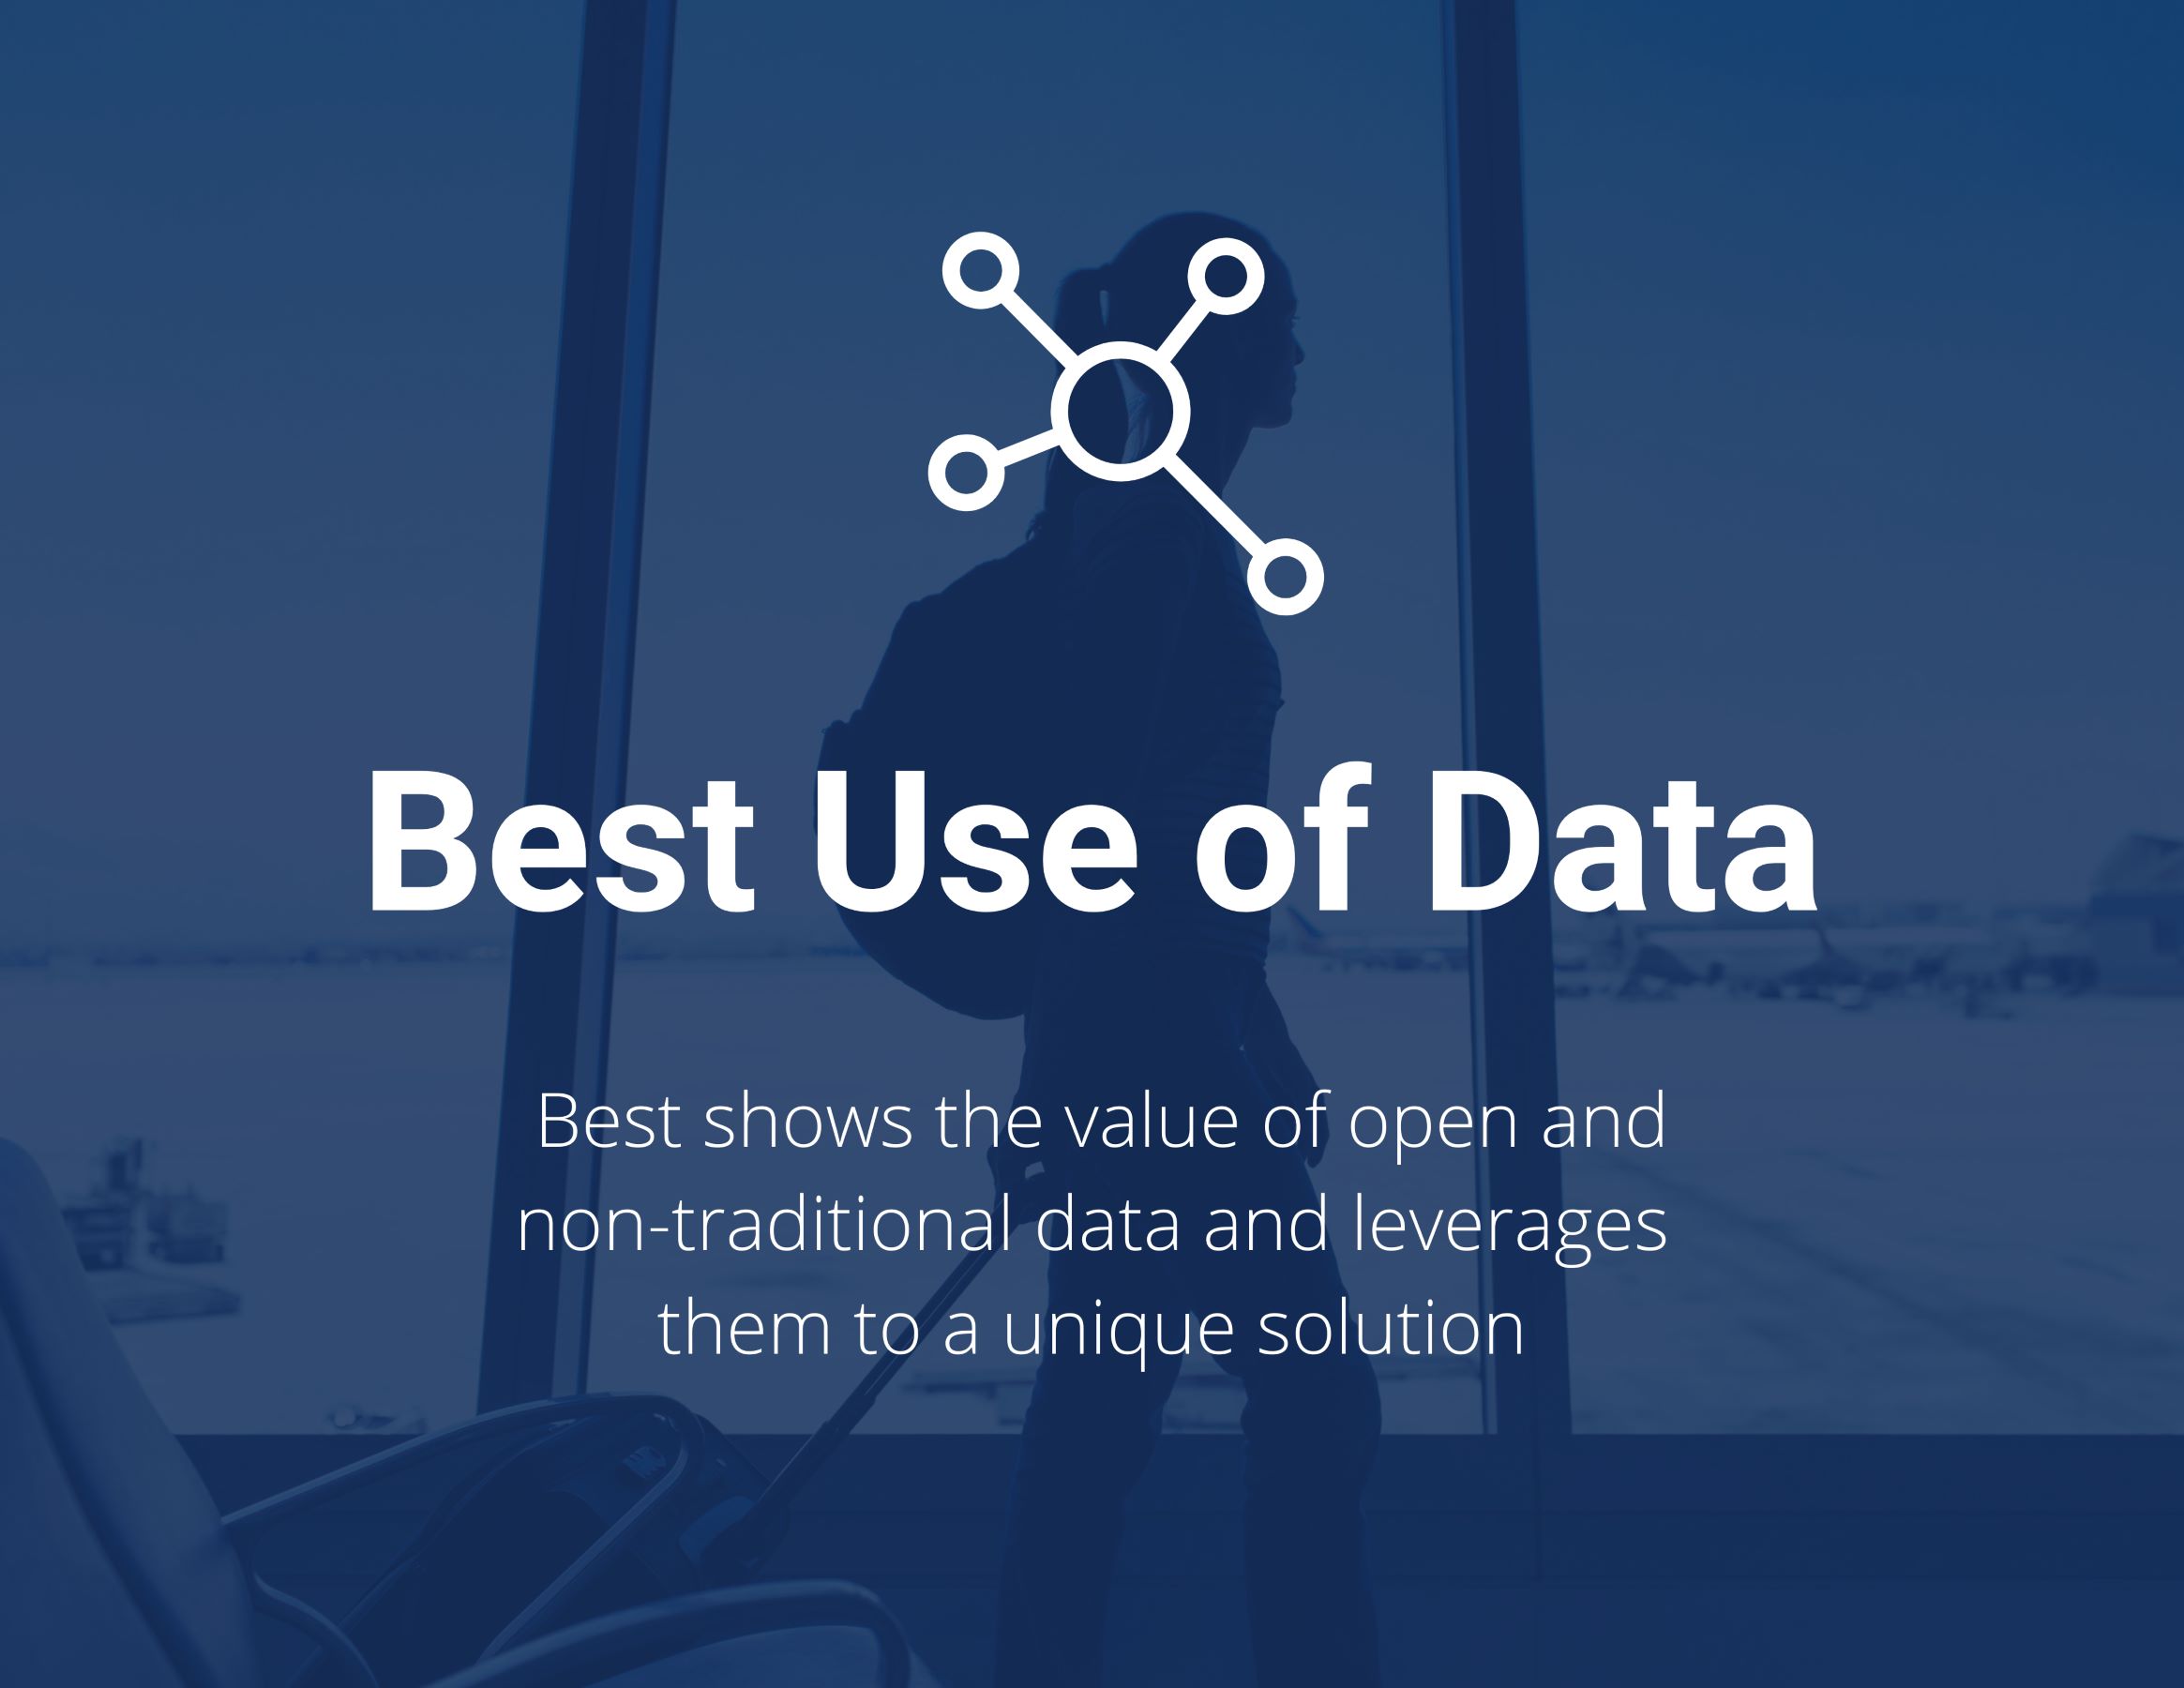 Best Use of Data
Best shows the value of open and
non-traditional data and leverages
them to a unique solution